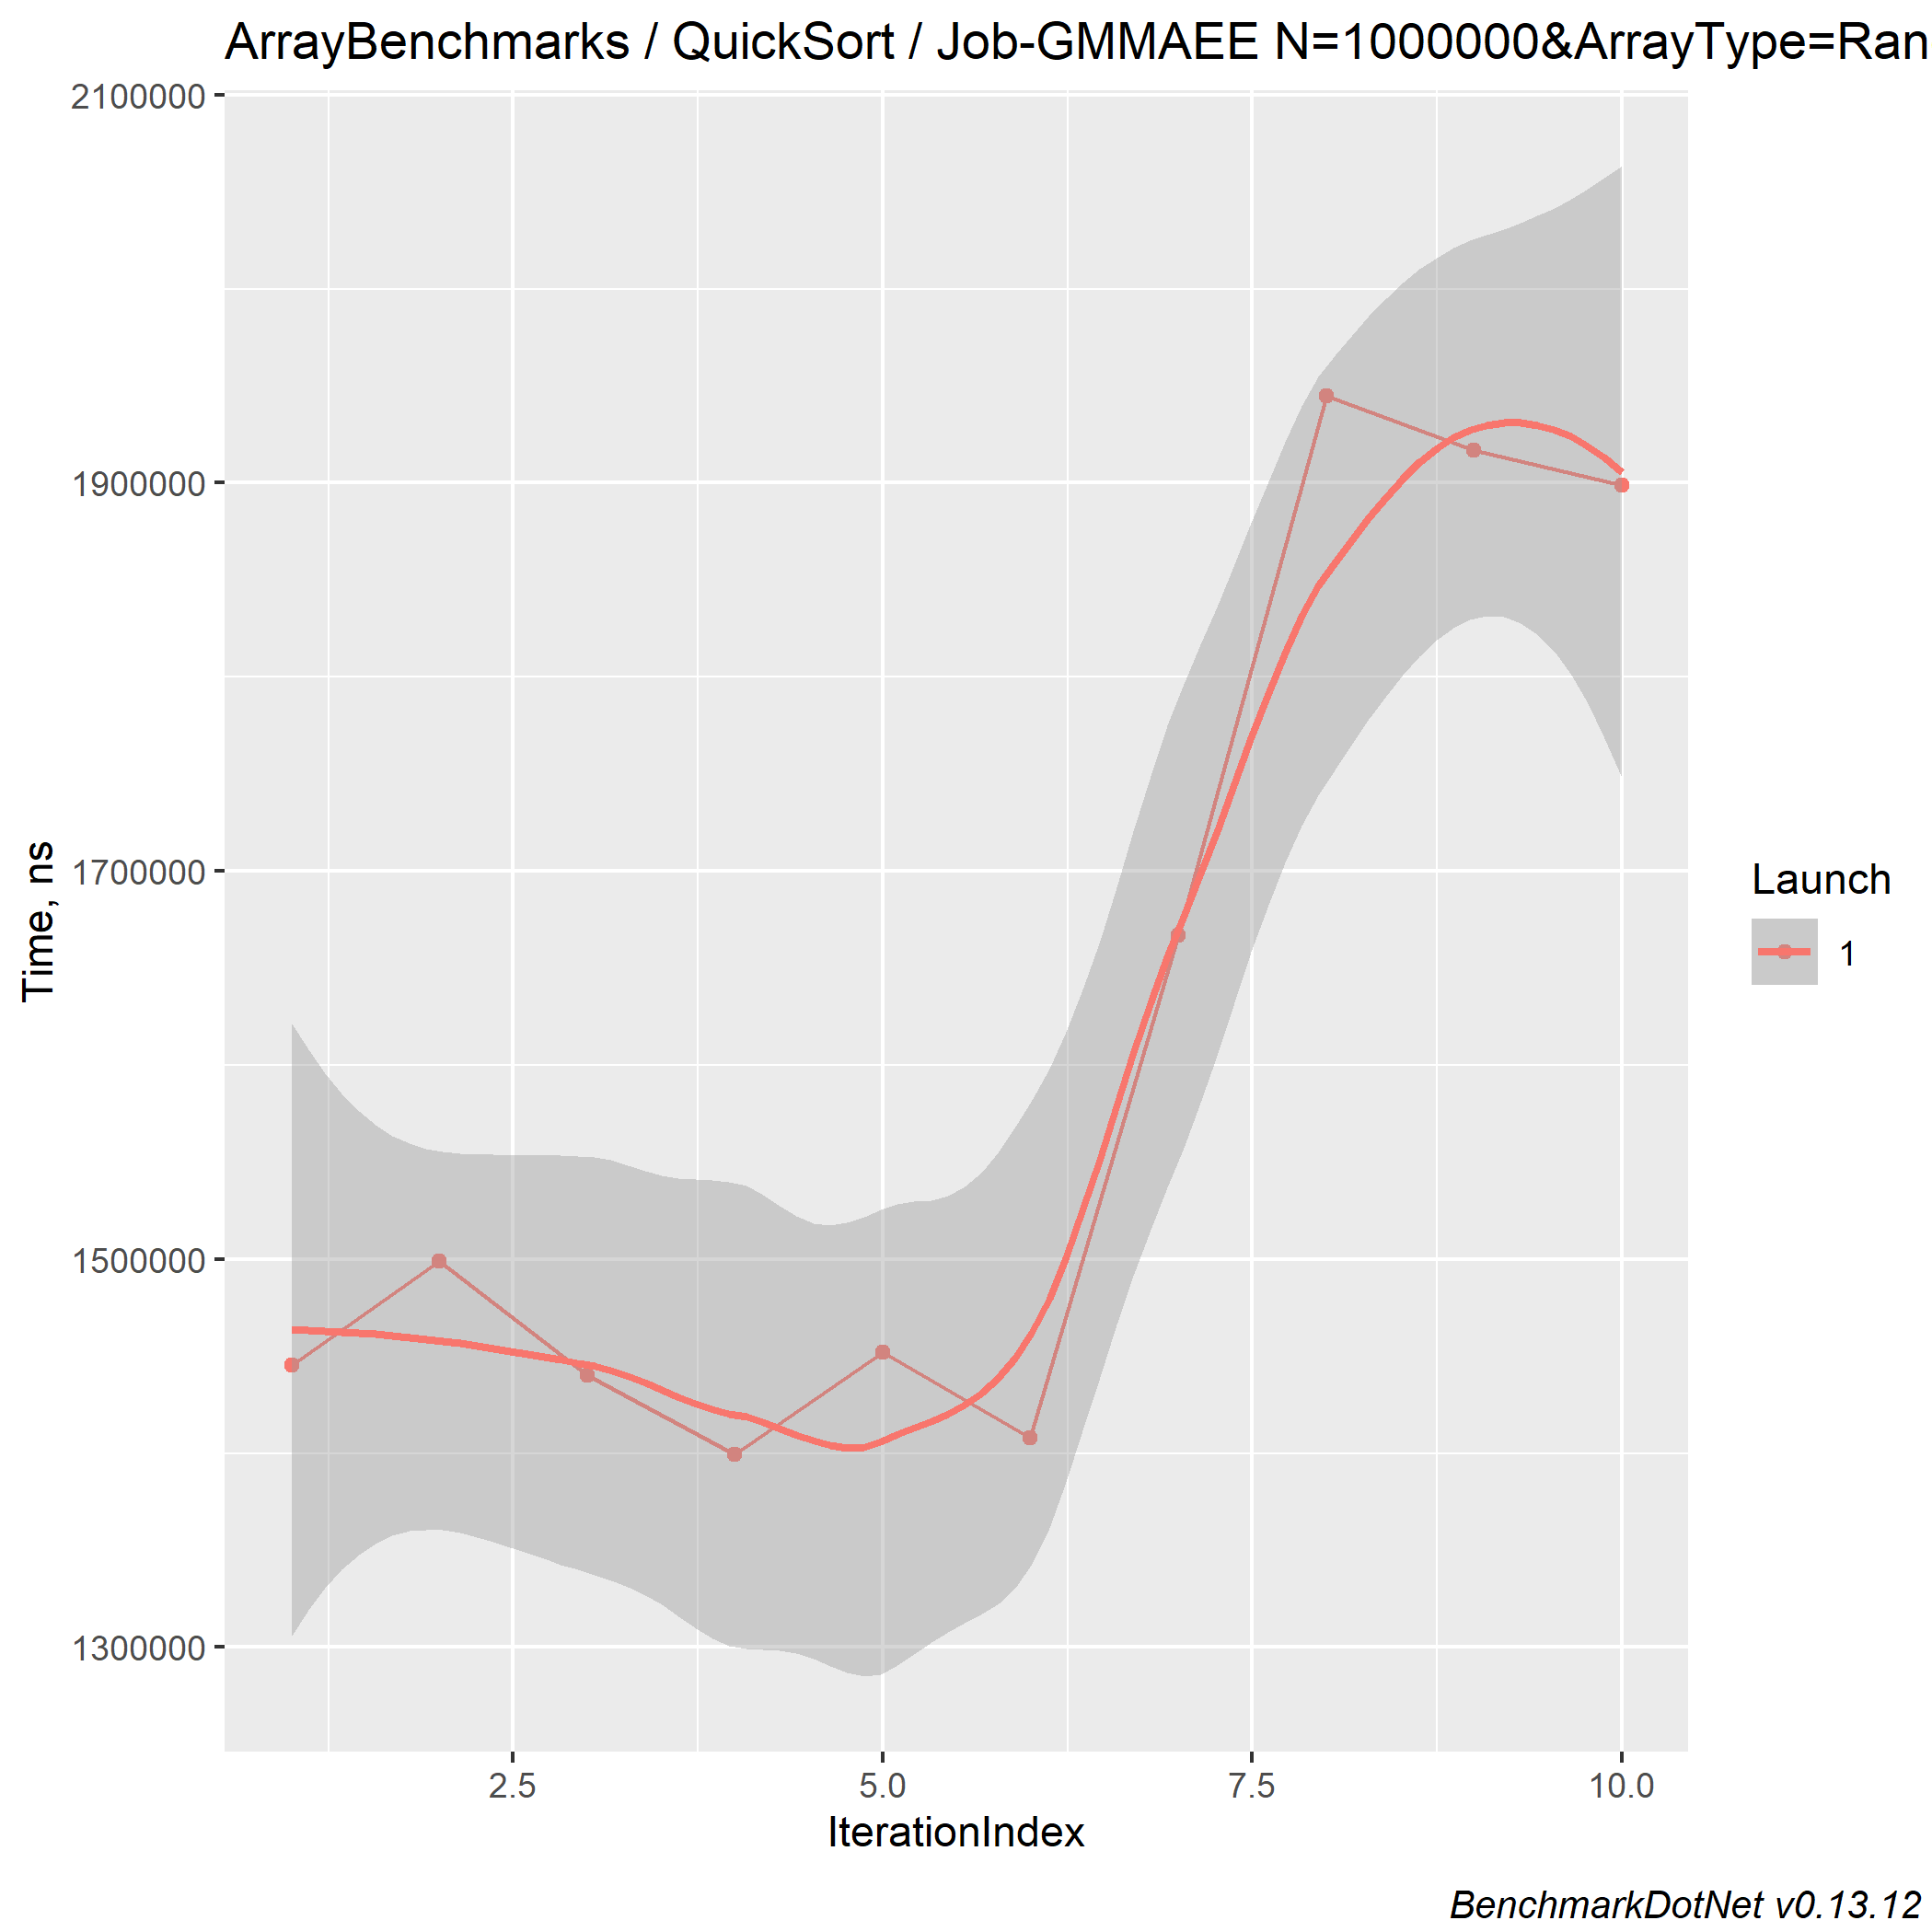 ArrayBenchmarks / QuickSort / Job-GMMAEE N=1000000&ArrayType=Ran
2100000
1900000
1700000
1500000
1300000
Time, ns
2.5 5.0 7.5 10.0
IterationIndex
Launch
1
BenchmarkDotNet v0.13.12